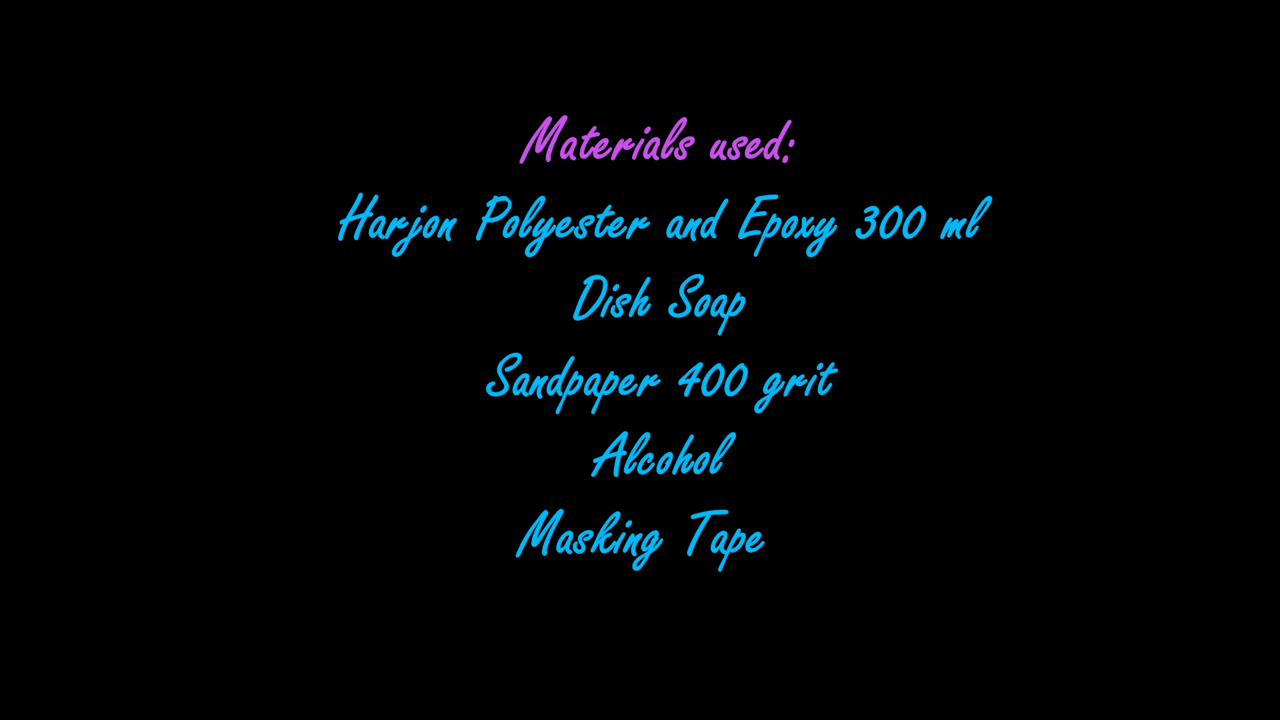 Materials used:
Harjon Polyester and Epoxy 300 ml
Dish Soap
Sandpaper 400 grit
Alcohol
Masking Tape